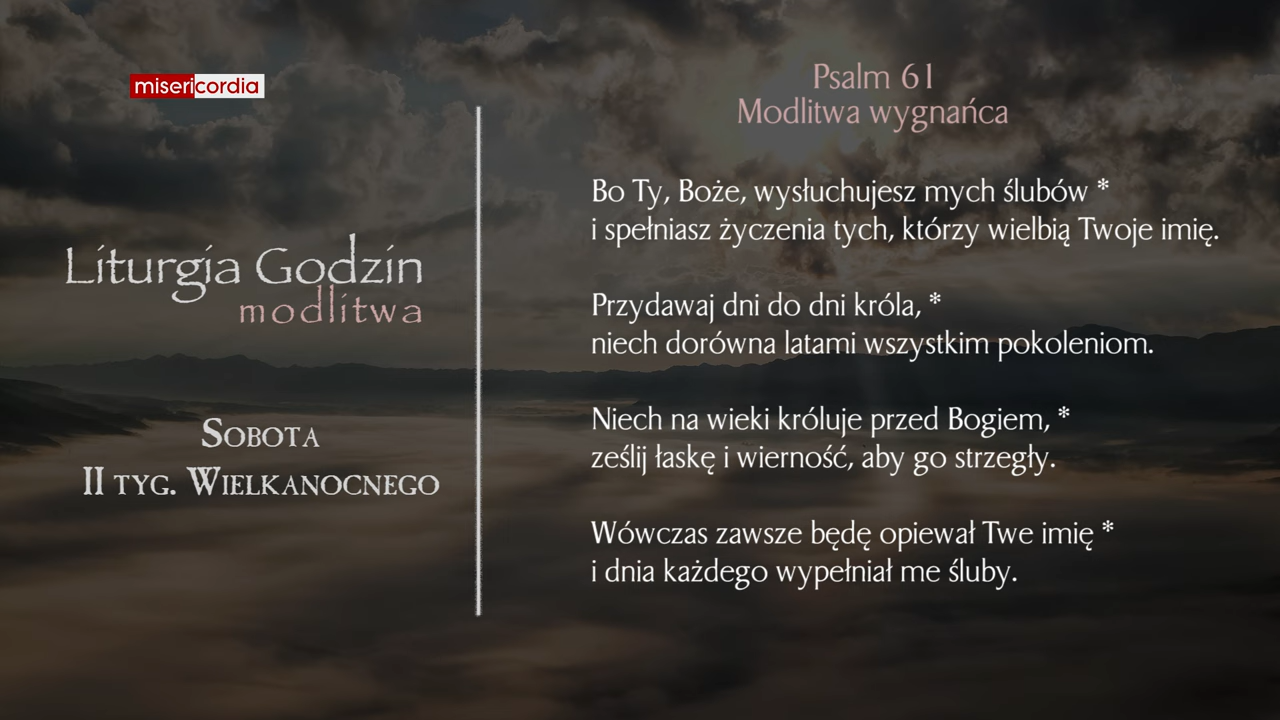 misericordia
Liturgia Godzin
modlitwa
Sobota
II tyg. Wielkanocnego
Psalm 61
Modlitwa wygnańca
Bo Ty, Boże, wysłuchujesz mych ślubów *
i spełniasz życzenia tych, którzy wielbią Twoje imię.
Przydawaj dni do dni króla, *
niech dorówna latami wszystkim pokoleniom.
Niech na wieki króluje przed Bogiem, *
ześlij łaskę i wierność, aby go strzegły.
Wówczas zawsze będę opiewał Twe imię *
i dnia każdego wypełniał me śluby.